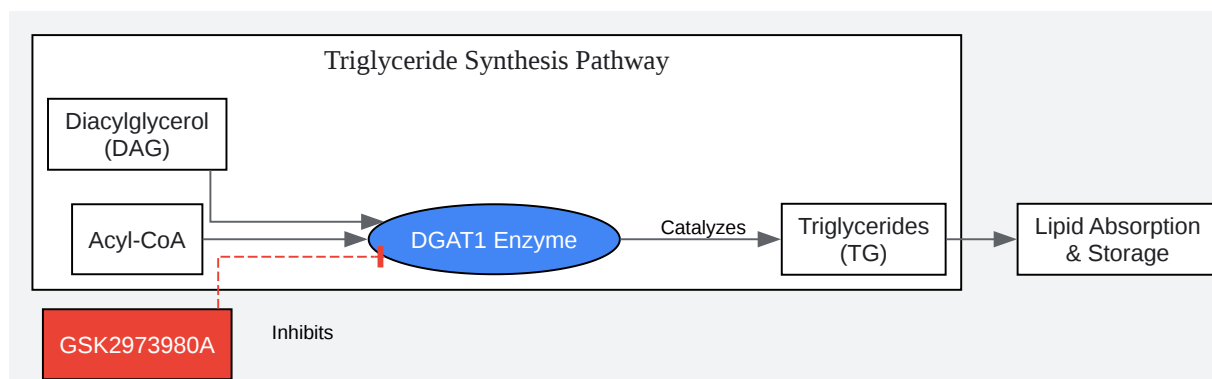 Triglyceride Synthesis Pathway
Diacylglycerol
(DAG)
Acyl-CoA
DGAT1 Enzyme
Catalyzes
Triglycerides
(TG)
Lipid Absorption
& Storage
GSK2973980A
Inhibits